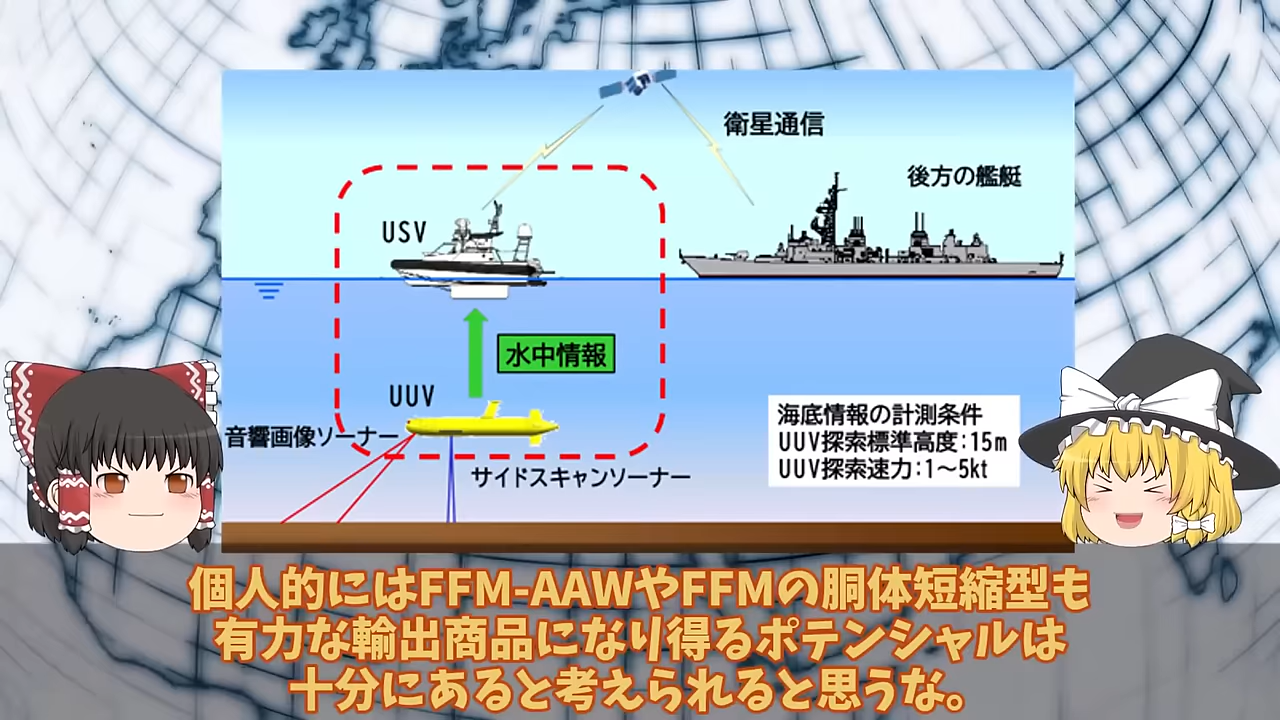 衛星通信
後方の艦艇
USV
水中情報
UUV
音響画像ソーナー
サイドスキャンソーナー
海底情報の計測条件
UUV探索標準高度：15m
UUV探索速力：1～5kt
個人的にはFFM-AAWやFFMの胴体短縮型も
有力な輸出商品になり得るポテンシャルは
十分にあると考えられると思うな。